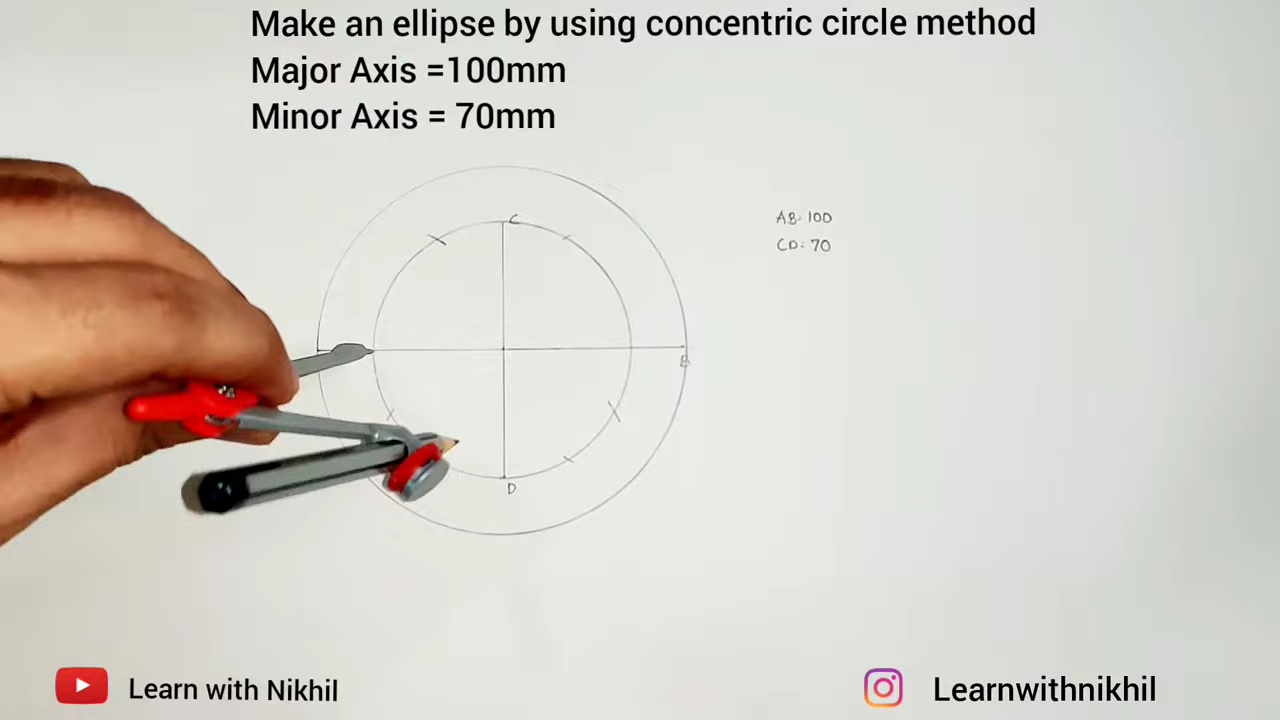 Make an ellipse by using concentric circle method
Major Axis =100mm
Minor Axis = 70mm
C
AB= 100
CD= 70
B
D
Learn with Nikhil
Learnwithnikhil